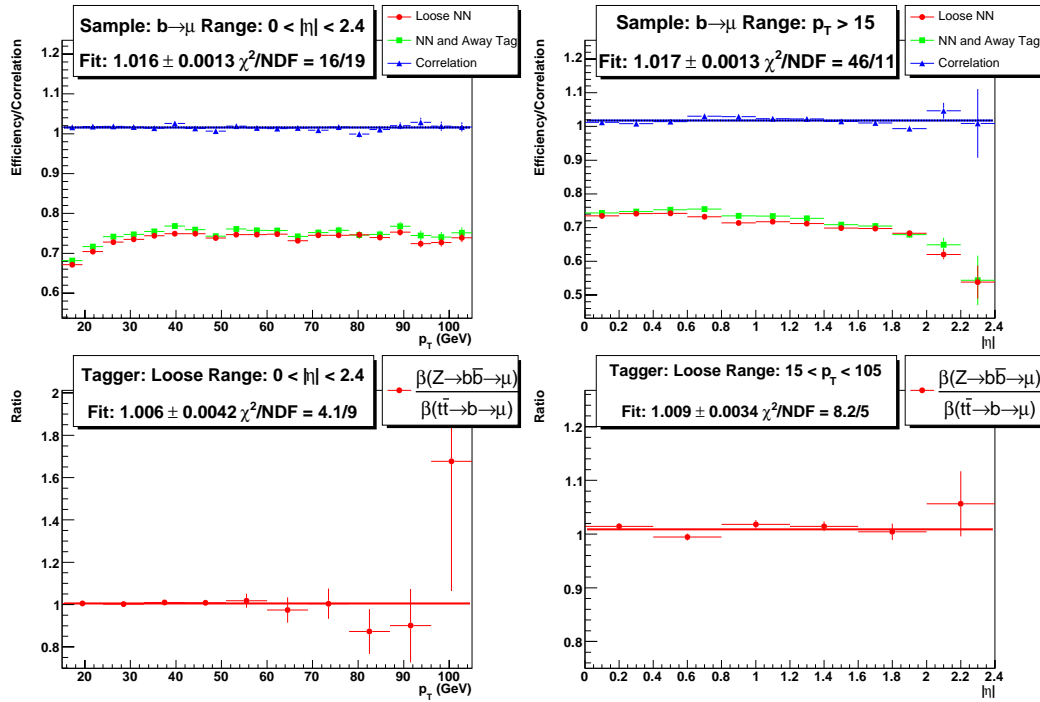 Sample: b→μ Range: 0 < |η| < 2.4
Fit: 1.016 ± 0.0013 χ²/NDF = 16/19
Loose NN
NN and Away Tag
Correlation
Efficiency/Correlation
1.2
1.1
1
0.9
0.8
0.7
0.6
20 30 40 50 60 70 80 90 100
p_T (GeV)
Sample: b→μ Range: p_T > 15
Fit: 1.017 ± 0.0013 χ²/NDF = 46/11
Loose NN
NN and Away Tag
Correlation
Efficiency/Correlation
1.2
1.1
1
0.9
0.8
0.7
0.6
0.5
0 0.2 0.4 0.6 0.8 1 1.2 1.4 1.6 1.8 2 2.2 2.4
|η|
Tagger: Loose Range: 0 < |η| < 2.4
Fit: 1.006 ± 0.0042 χ²/NDF = 4.1/9
β(Z→bb̄→μ)
β(tt̄→b→μ)
Ratio
2
1.8
1.6
1.4
1.2
1
0.8
20 30 40 50 60 70 80 90 100
p_T (GeV)
Tagger: Loose Range: 15 < p_T < 105
Fit: 1.009 ± 0.0034 χ²/NDF = 8.2/5
β(Z→bb̄→μ)
β(tt̄→b→μ)
Ratio
1.2
1.1
1
0.9
0.8
0 0.2 0.4 0.6 0.8 1 1.2 1.4 1.6 1.8 2 2.2 2.4
|η|